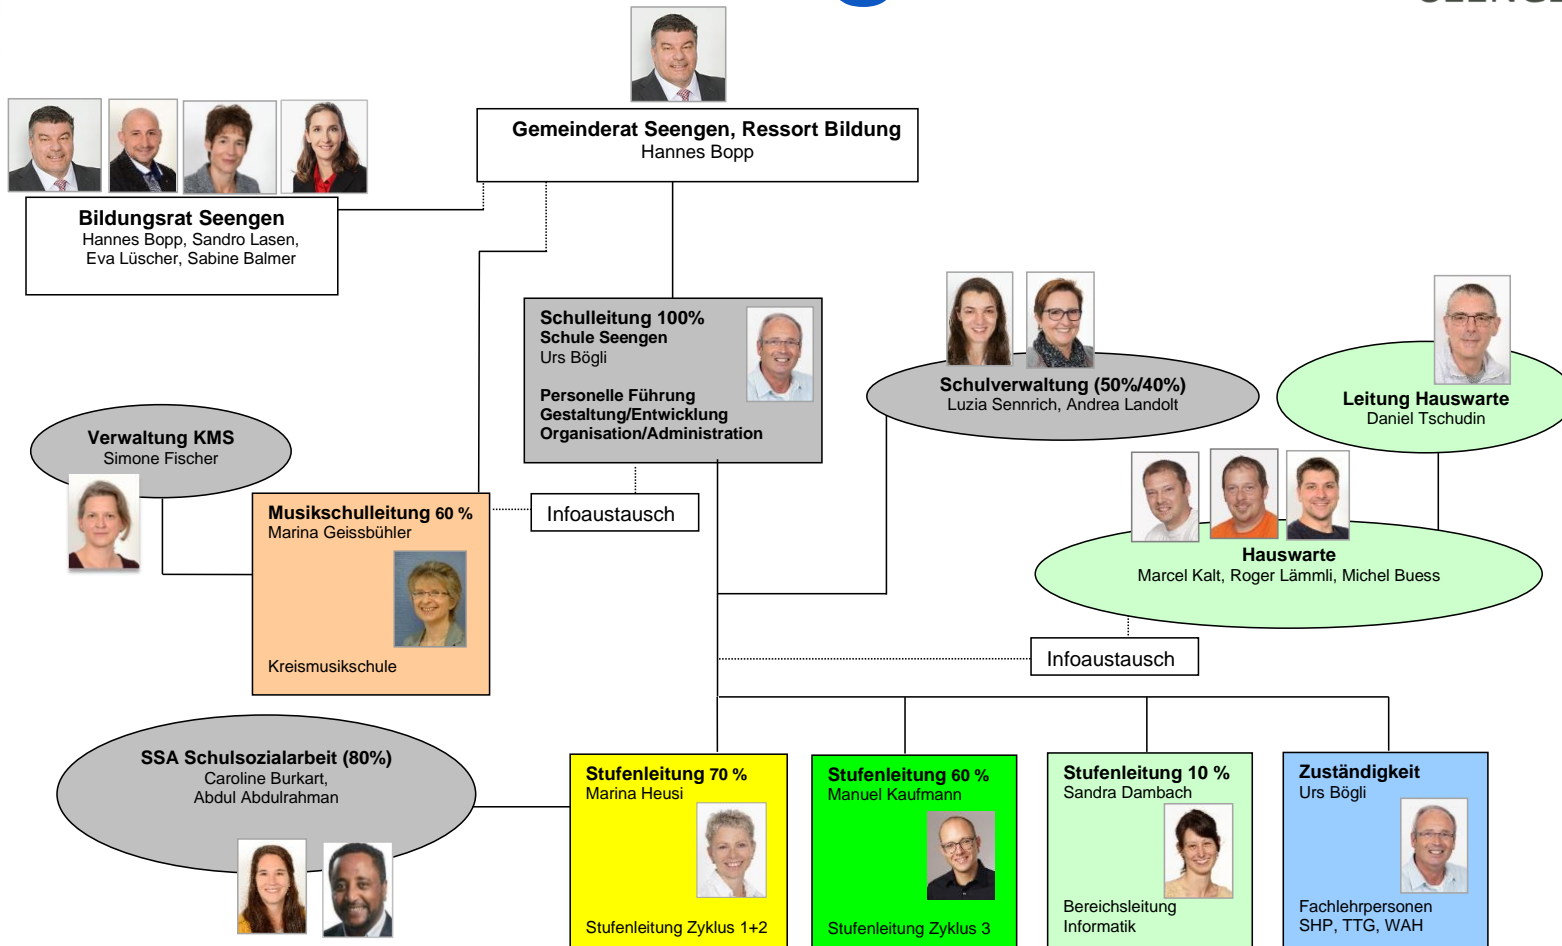 Gemeinderat Seengen, Ressort Bildung
Hannes Bopp
Bildungsrat Seengen
Hannes Bopp, Sandro Lasen,
Eva Lüscher, Sabine Balmer
Schulleitung 100%
Schule Seengen
Urs Bögli
Personelle Führung
Gestaltung/Entwicklung
Organisation/Administration
Schulverwaltung (50%/40%)
Luzia Sennrich, Andrea Landolt
Leitung Hauswarte
Daniel Tschudin
Verwaltung KMS
Simone Fischer
Musikschulleitung 60 %
Marina Geissbühler
Kreismusikschule
Infoaustausch
Hauswarte
Marcel Kalt, Roger Lämmli, Michel Buess
Infoaustausch
SSA Schulsozialarbeit (80%)
Caroline Burkart,
Abdul Abdulrahman
Stufenleitung 70 %
Marina Heusi
Stufenleitung Zyklus 1+2
Stufenleitung 60 %
Manuel Kaufmann
Stufenleitung Zyklus 3
Stufenleitung 10 %
Sandra Dambach
Bereichsleitung
Informatik
Zuständigkeit
Urs Bögli
Fachlehrpersonen
SHP, TTG, WAH